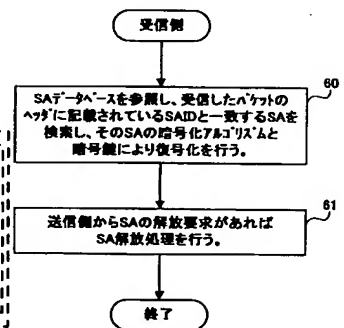 受信側
60
SAデータベースを参照し、受信したパケットの
ヘッダに記載されているSAIDと一致するSAを
検索し、そのSAの暗号化アルゴリズムと
暗号鍵により復号化を行う。
61
送信側からSAの解放要求があれば
SA解放処理を行う。
終了